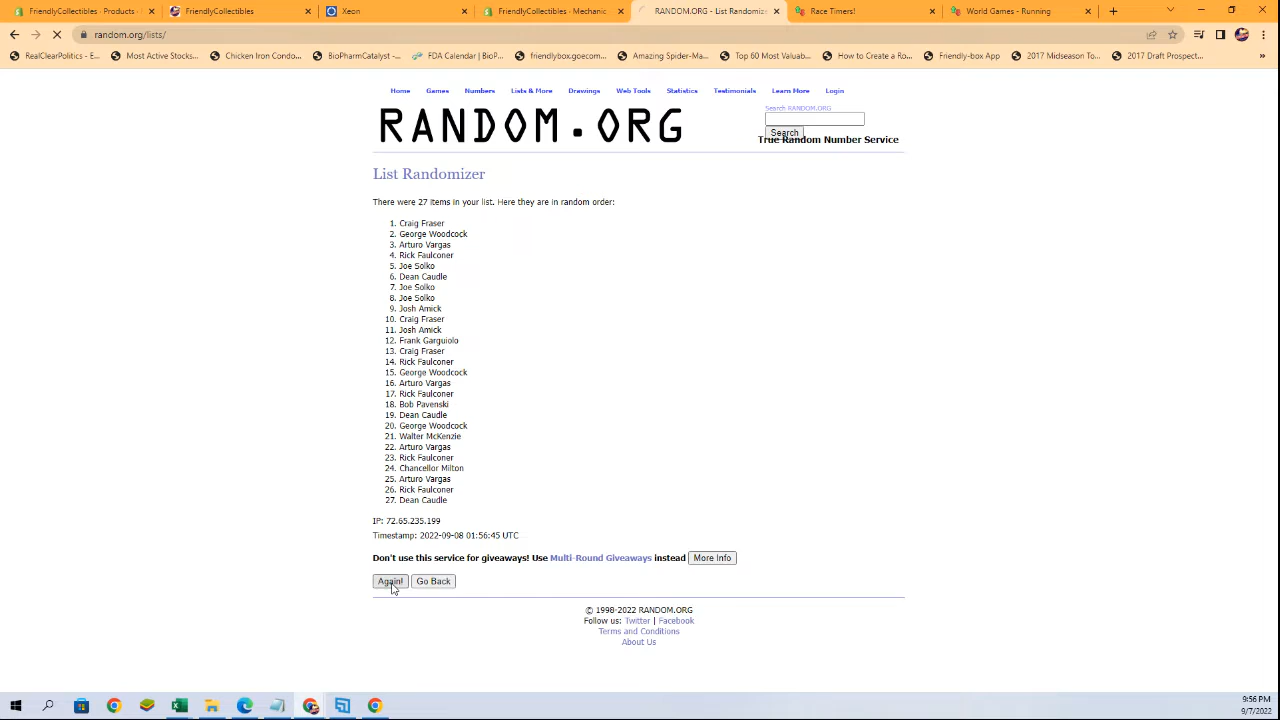 FriendlyCollectibles - Products
FriendlyCollectibles
Xeon
FriendlyCollectibles - Mechanic
RANDOM.ORG - List Randomizer
Race Timers!
World Games - Running
random.org/lists/
RealClearPolitics - E...
Most Active Stocks...
Chicken Iron Condo...
BioPharmCatalyst -...
FDA Calendar | BioP...
friendlybox.goecom...
Amazing Spider-Man...
Top 60 Most Valuab...
How to Create a Ro...
Friendly-box App
2017 Midseason To...
2017 Draft Prospect...
Home Games Numbers Lists & More Drawings Web Tools Statistics Testimonials Learn More Login
RANDOM.ORG
Search RANDOM.ORG
Search
True Random Number Service
List Randomizer
There were 27 items in your list. Here they are in random order:
1. Craig Fraser
2. George Woodcock
3. Arturo Vargas
4. Rick Faulconer
5. Joe Solko
6. Dean Caudle
7. Joe Solko
8. Joe Solko
9. Josh Amick
10. Craig Fraser
11. Josh Amick
12. Frank Garguiolo
13. Craig Fraser
14. Rick Faulconer
15. George Woodcock
16. Arturo Vargas
17. Rick Faulconer
18. Bob Pavenski
19. Dean Caudle
20. George Woodcock
21. Walter McKenzie
22. Arturo Vargas
23. Rick Faulconer
24. Chancellor Milton
25. Arturo Vargas
26. Rick Faulconer
27. Dean Caudle
IP: 72.65.235.199
Timestamp: 2022-09-08 01:56:45 UTC
Don't use this service for giveaways! Use Multi-Round Giveaways instead More Info
Again! Go Back
© 1998-2022 RANDOM.ORG
Follow us: Twitter | Facebook
Terms and Conditions
About Us
9:56 PM
9/7/2022